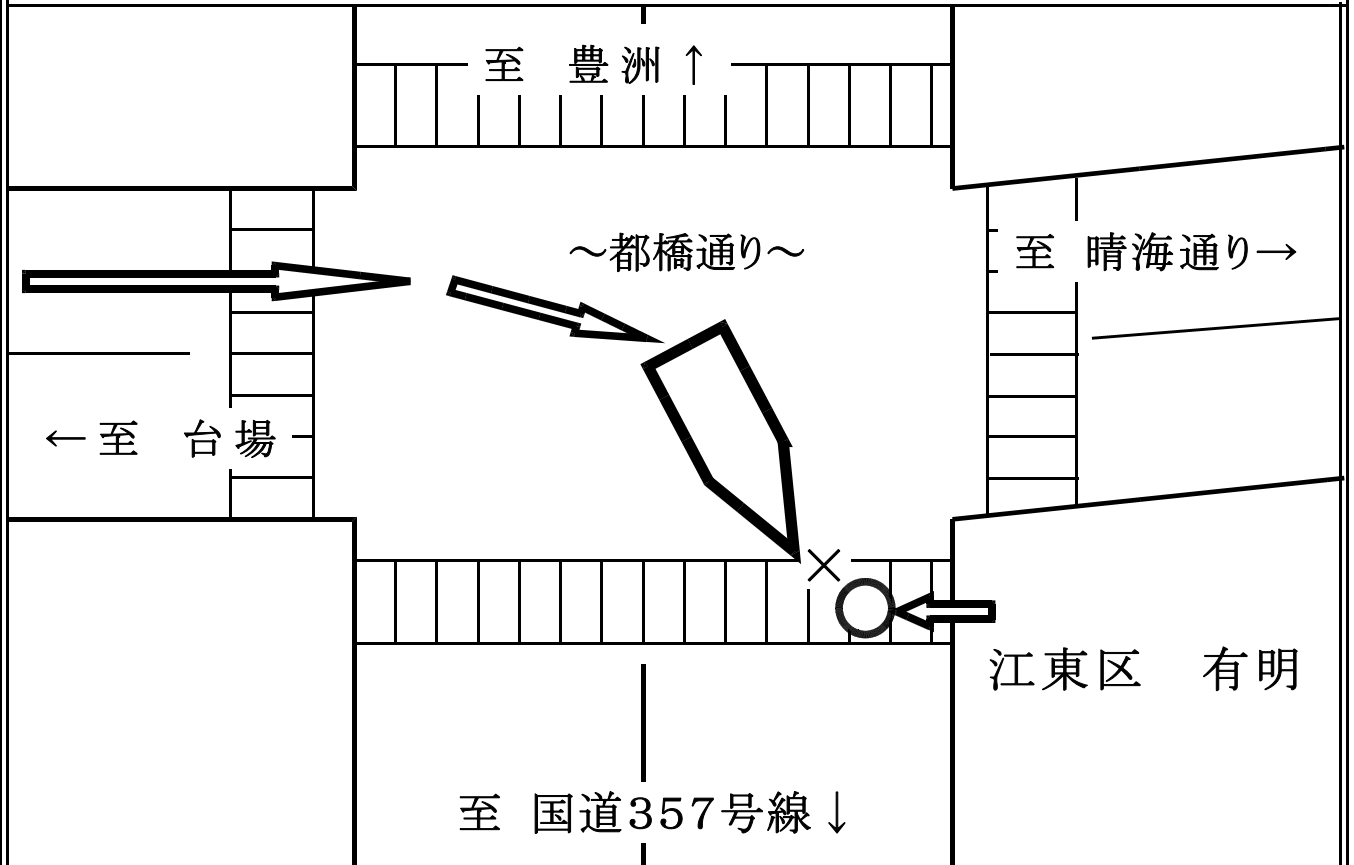 至 豊洲↑
～都橋通り～
至 晴海通り→
←至 台場
江東区 有明
至 国道357号線↓